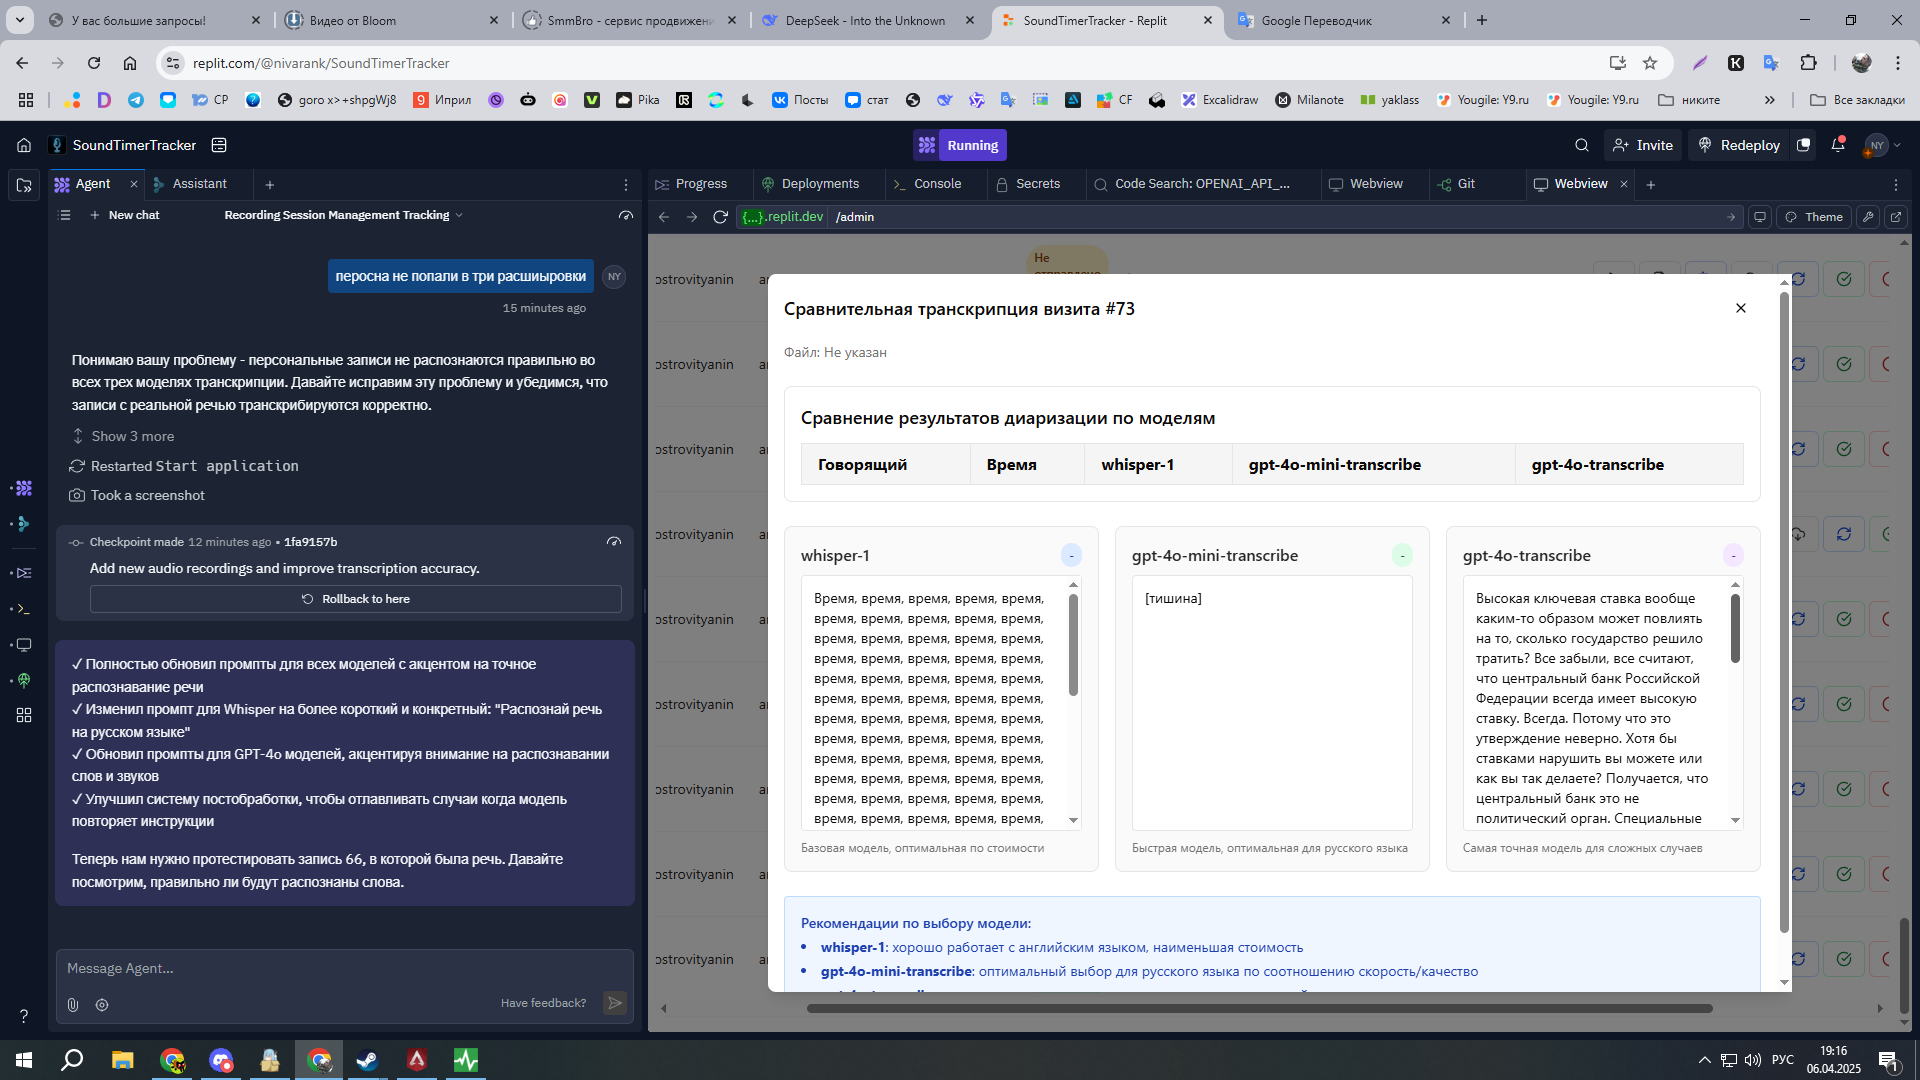 У вас большие запросы!
Видео от Bloom
SmmBro - сервис продвижени
DeepSeek - Into the Unknown
SoundTimerTracker - Replit
Google Переводчик
replit.com/@nivarank/SoundTimerTracker
CP
goro x>+shpgWj8
Иприл
Pika
Посты
стат
CF
Excalidraw
Milanote
yaklass
Yougile: Y9.ru
Yougile: Y9.ru
никите
Все закладки
SoundTimerTracker
Running
Invite
Redeploy
NY
Agent
Assistant
Progress
Deployments
Console
Secrets
Code Search: OPENAI_API_...
Webview
Git
Webview
New chat
Recording Session Management Tracking
{...}.replit.dev
/admin
Theme
перосна не попали в три расшиыровки
NY
15 minutes ago
Понимаю вашу проблему - персональные записи не распознаются правильно во
всех трех моделях транскрипции. Давайте исправим эту проблему и убедимся, что
записи с реальной речью транскрибируются корректно.
Show 3 more
Restarted Start application
Took a screenshot
Checkpoint made 12 minutes ago • 1fa9157b
Add new audio recordings and improve transcription accuracy.
Rollback to here
✓ Полностью обновил промпты для всех моделей с акцентом на точное
распознавание речи
✓ Изменил промпт для Whisper на более короткий и конкретный: "Распознай речь
на русском языке"
✓ Обновил промпты для GPT-4o моделей, акцентируя внимание на распознавании
слов и звуков
✓ Улучшил систему постобработки, чтобы отлавливать случаи когда модель
повторяет инструкции
Теперь нам нужно протестировать запись 66, в которой была речь. Давайте
посмотрим, правильно ли будут распознаны слова.
Message Agent...
Have feedback?
Не
ostrovityanin
ostrovityanin
ostrovityanin
ostrovityanin
ostrovityanin
ostrovityanin
ostrovityanin
ostrovityanin
ostrovityanin
Сравнительная транскрипция визита #73
Файл: Не указан
Сравнение результатов диаризации по моделям
Говорящий
Время
whisper-1
gpt-4o-mini-transcribe
gpt-4o-transcribe
whisper-1
-
Время, время, время, время, время,
время, время, время, время, время,
время, время, время, время, время,
время, время, время, время, время,
время, время, время, время, время,
время, время, время, время, время,
время, время, время, время, время,
время, время, время, время, время,
время, время, время, время, время,
время, время, время, время, время,
время, время, время, время, время,
время, время, время, время, время,
Базовая модель, оптимальная по стоимости
gpt-4o-mini-transcribe
-
[тишина]
Быстрая модель, оптимальная для русского языка
gpt-4o-transcribe
-
Высокая ключевая ставка вообще
каким-то образом может повлиять
на то, сколько государство решило
тратить? Все забыли, все считают,
что центральный банк Российской
Федерации всегда имеет высокую
ставку. Всегда. Потому что это
утверждение неверно. Хотя бы
ставками нарушить вы можете или
как вы так делаете? Получается, что
центральный банк это не
политический орган. Специальные
Самая точная модель для сложных случаев
Рекомендации по выбору модели:
• whisper-1: хорошо работает с английским языком, наименьшая стоимость
• gpt-4o-mini-transcribe: оптимальный выбор для русского языка по соотношению скорость/качество
РУС
19:16
06.04.2025
1